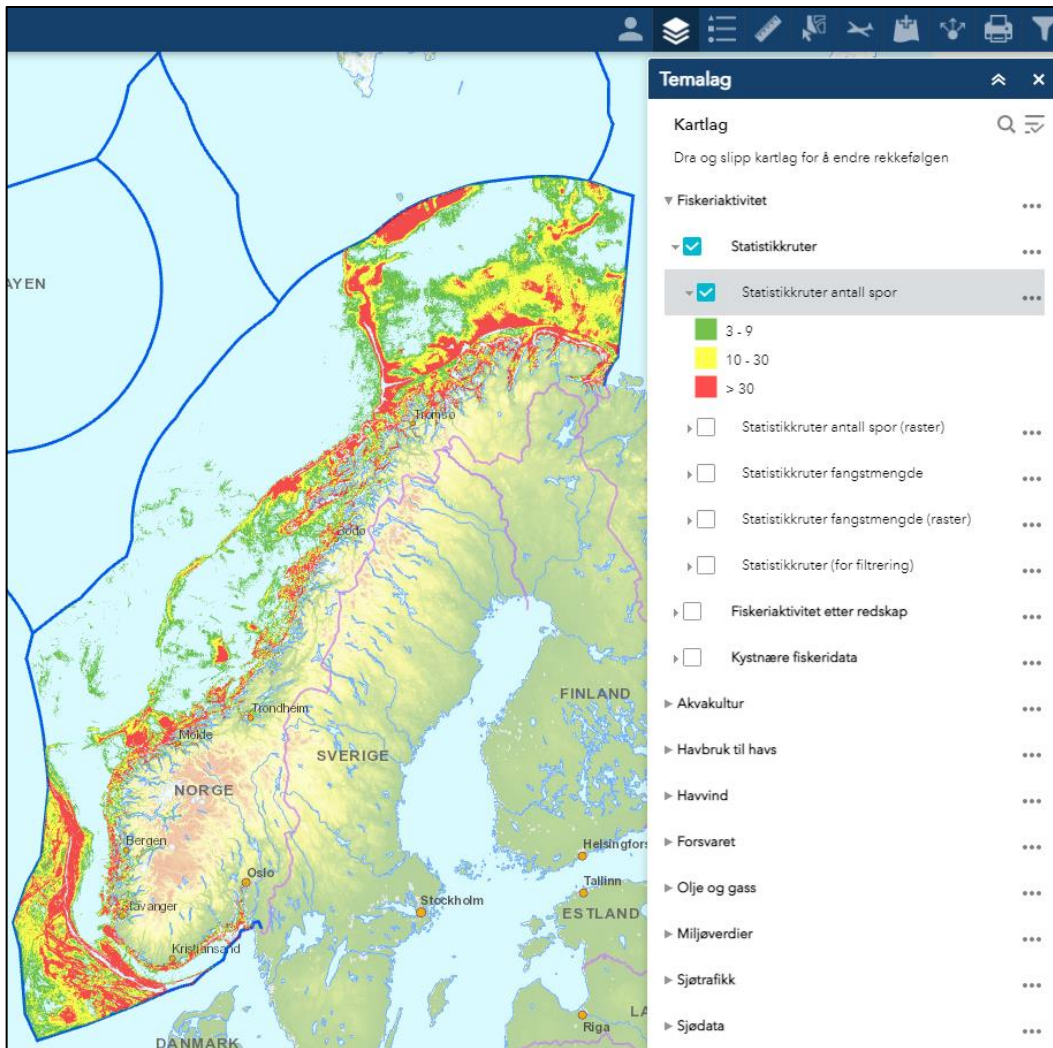 Temalag
Kartlag
Dra og slipp kartlag for å endre rekkefølgen
Fiskeriaktivitet
Statistikkruter
Statistikkruter antall spor
3 - 9
10 - 30
> 30
Statistikkruter antall spor (raster)
Statistikkruter fangstmengde
Statistikkruter fangstmengde (raster)
Statistikkruter (for filtrering)
Fiskeriaktivitet etter redskap
Kystnære fiskeridata
Akvakultur
Havbruk til havs
Havvind
Forsvaret
Olje og gass
Miljøverdier
Sjøtrafikk
Sjødata
AYEN
Tromsø
Bodø
Trondheim
Molde
FINLAND
SVERIGE
NORGE
Bergen
Helsingfors
Oslo
Tallinn
Stockholm
Stavanger
ESTLAND
Kristiansand
LA
Riga
DANMARK